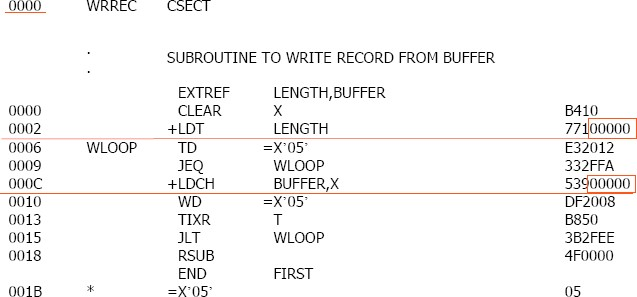 0000 WRREC CSECT
.
SUBROUTINE TO WRITE RECORD FROM BUFFER
.
EXTREF LENGTH,BUFFER
0000 CLEAR X B410
0002 +LDT LENGTH 77100000
0006 WLOOP TD =X'05' E32012
0009 JEQ WLOOP 332FFA
000C +LDCH BUFFER,X 53900000
0010 WD =X'05' DF2008
0013 TIXR T B850
0015 JLT WLOOP 3B2FEE
0018 RSUB 4F0000
END FIRST
001B * =X'05' 05